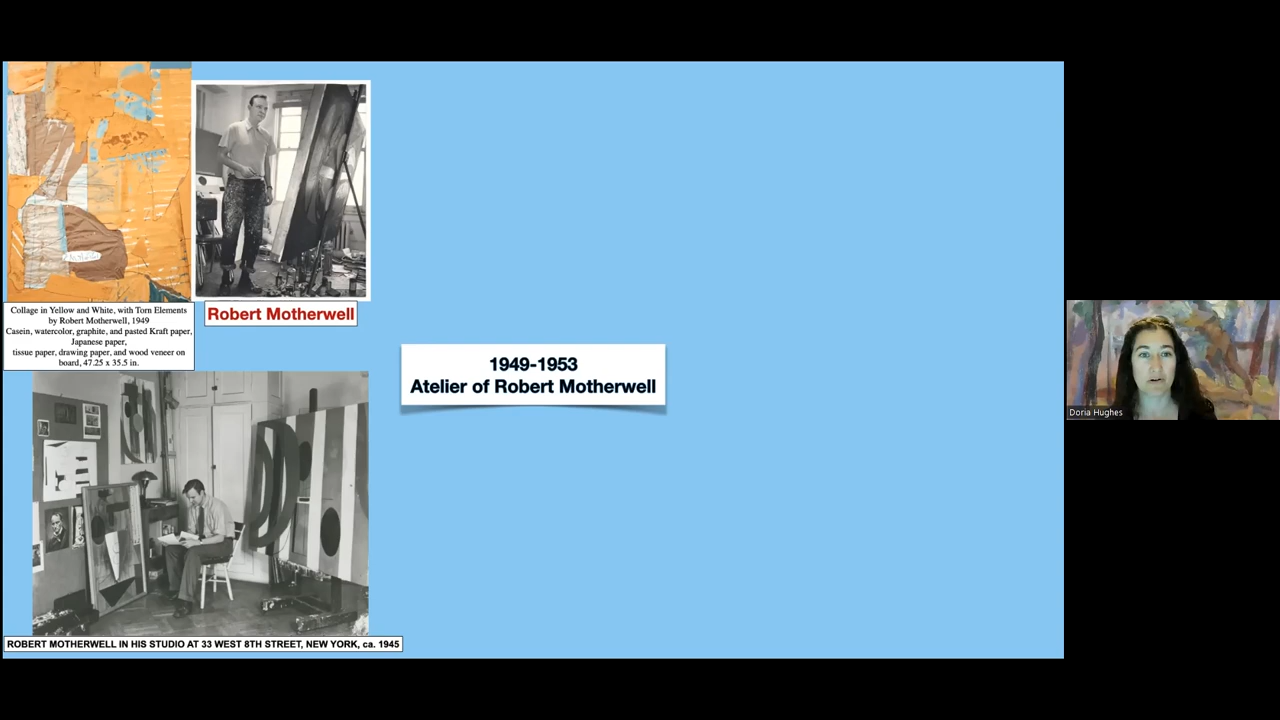 Collage in Yellow and White, with Torn Elements
by Robert Motherwell, 1949
Casein, watercolor, graphite, and pasted Kraft paper,
Japanese paper,
tissue paper, drawing paper, and wood veneer on
board, 47.25 x 35.5 in.
Robert Motherwell
1949-1953
Atelier of Robert Motherwell
ROBERT MOTHERWELL IN HIS STUDIO AT 33 WEST 8TH STREET, NEW YORK, ca. 1945
Doria Hughes